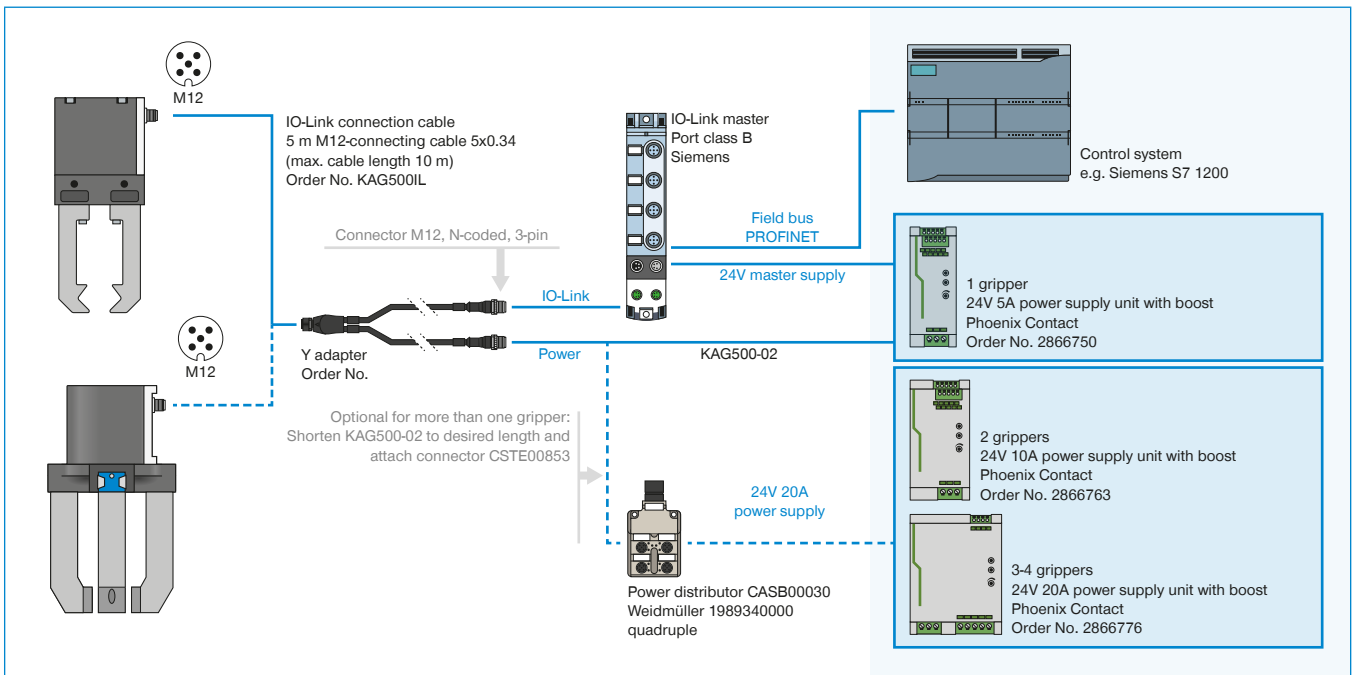 M12
IO-Link connection cable
5 m M12-connecting cable 5x0.34
(max. cable length 10 m)
Order No. KAG500IL
IO-Link master
Port class B
Siemens
Control system
e.g. Siemens S7 1200
Connector M12, N-coded, 3-pin
Field bus
PROFINET
24V master supply
1 gripper
24V 5A power supply unit with boost
Phoenix Contact
Order No. 2866750
IO-Link
M12
Y adapter
Order No.
Power
KAG500-02
Optional for more than one gripper:
Shorten KAG500-02 to desired length and
attach connector CSTE00853
2 grippers
24V 10A power supply unit with boost
Phoenix Contact
Order No. 2866763
24V 20A
power supply
3-4 grippers
24V 20A power supply unit with boost
Phoenix Contact
Order No. 2866776
Power distributor CASB00030
Weidmüller 1989340000
quadruple